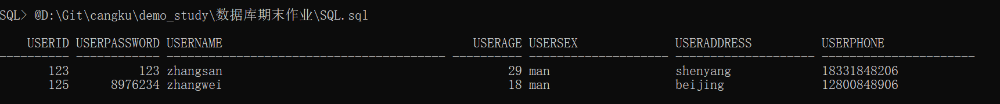 SQL> @D:\Git\cangku\demo_study\数据库期末作业\SQL.sql
USERID USERPASSWORD USERNAME USERAGE USERSEX USERADDRESS USERPHONE
---------- ------------ ---------------------------------------- ---------- -------------------- -------------------- ----------------------
123 123 zhangsan 29 man shenyang 18331848206
125 8976234 zhangwei 18 man beijing 12800848906